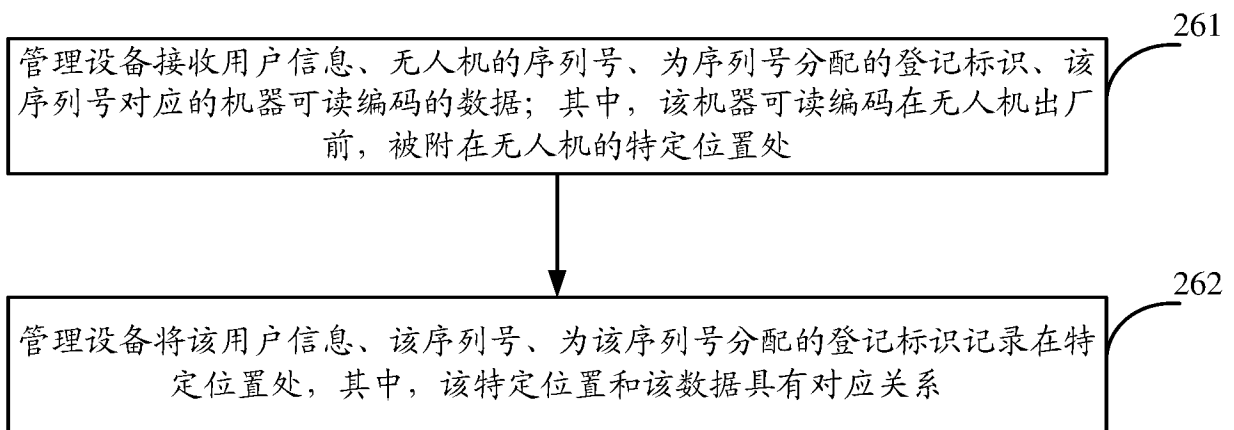 261
管理设备接收用户信息、无人机的序列号、为序列号分配的登记标识、该
序列号对应的机器可读编码的数据；其中，该机器可读编码在无人机出厂
前，被附在无人机的特定位置处
262
管理设备将该用户信息、该序列号、为该序列号分配的登记标识记录在特
定位置处，其中，该特定位置和该数据具有对应关系